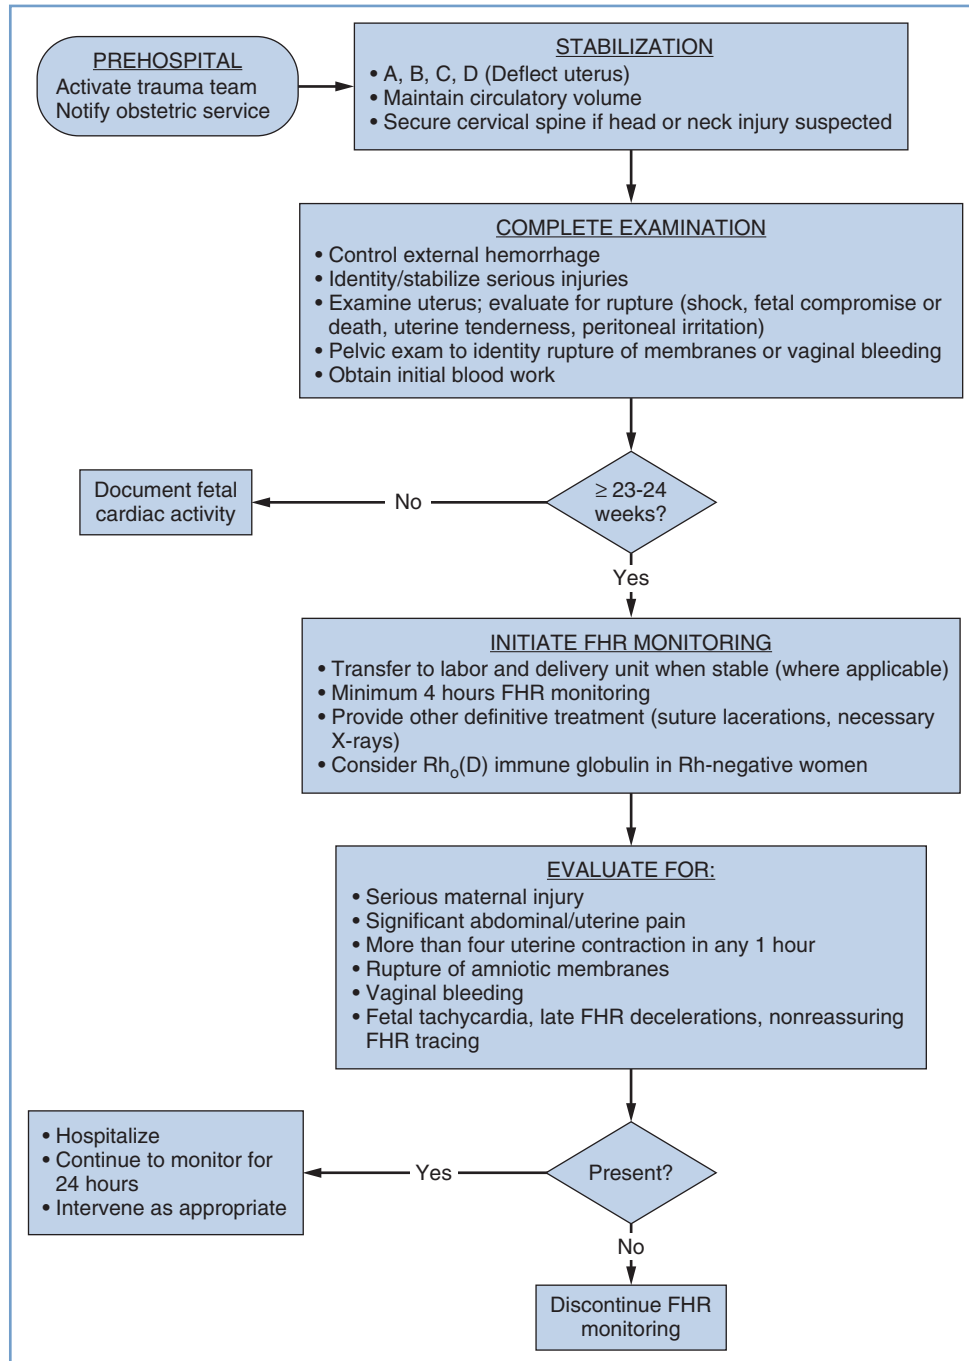 PREHOSPITAL
Activate trauma team
Notify obstetric service
STABILIZATION
• A, B, C, D (Deflect uterus)
• Maintain circulatory volume
• Secure cervical spine if head or neck injury suspected
COMPLETE EXAMINATION
• Control external hemorrhage
• Identity/stabilize serious injuries
• Examine uterus; evaluate for rupture (shock, fetal compromise or
death, uterine tenderness, peritoneal irritation)
• Pelvic exam to identity rupture of membranes or vaginal bleeding
• Obtain initial blood work
≥ 23-24
weeks?
No
Document fetal
cardiac activity
Yes
INITIATE FHR MONITORING
• Transfer to labor and delivery unit when stable (where applicable)
• Minimum 4 hours FHR monitoring
• Provide other definitive treatment (suture lacerations, necessary
X-rays)
• Consider Rho(D) immune globulin in Rh-negative women
EVALUATE FOR:
• Serious maternal injury
• Significant abdominal/uterine pain
• More than four uterine contraction in any 1 hour
• Rupture of amniotic membranes
• Vaginal bleeding
• Fetal tachycardia, late FHR decelerations, nonreassuring
FHR tracing
Present?
Yes
• Hospitalize
• Continue to monitor for
24 hours
• Intervene as appropriate
No
Discontinue FHR
monitoring